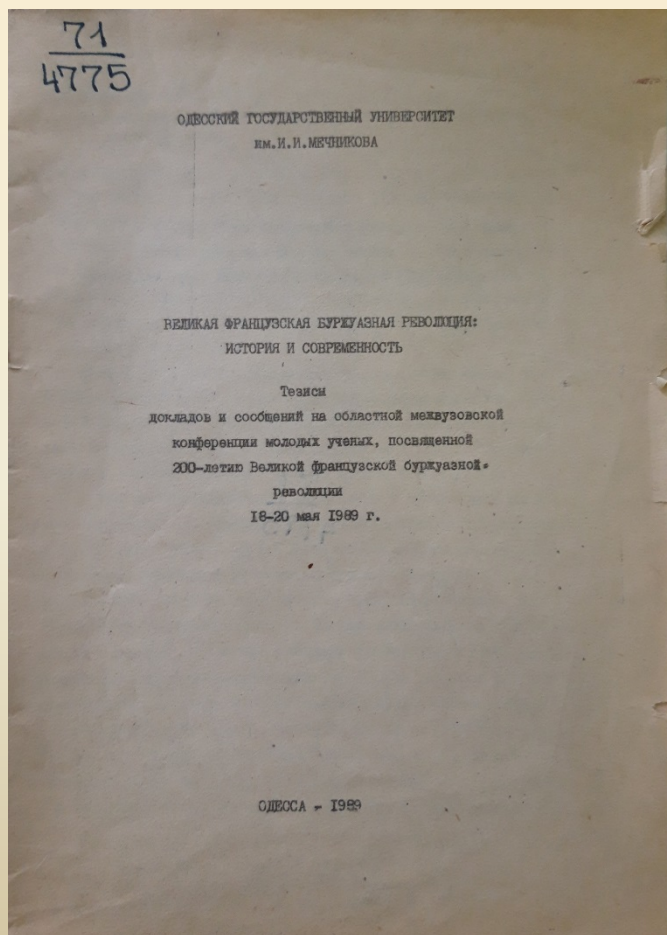 71
4775
ОДЕССКИЙ ГОСУДАРСТВЕННЫЙ УНИВЕРСИТЕТ
им.И.И.МЕЧНИКОВА
ВЕЛИКАЯ ФРАНЦУЗСКАЯ БУРЖУАЗНАЯ РЕВОЛЮЦИЯ:
ИСТОРИЯ И СОВРЕМЕННОСТЬ
Тезисы
докладов и сообщений на областной межвузовской
конференции молодых ученых, посвященной
200-летию Великой французской буржуазной
революции
18-20 мая 1989 г.
ОДЕССА - 1989